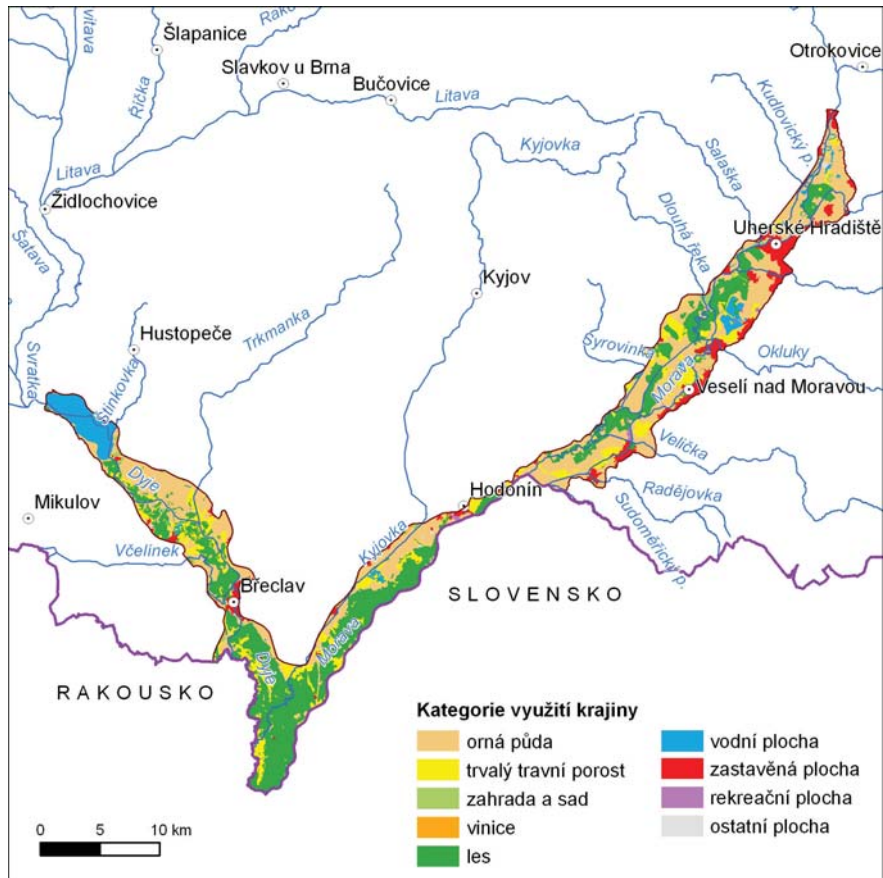 Šlapanice
Otrokovice
Slavkov u Brna
Bučovice
Svitava
Říčka
Rak
Litava
Litava
Kudlovický p.
Salaška
Kyjovka
Židlochovice
Dlouhá řeka
Uherské Hradiště
Šatava
Kyjov
Hustopeče
Trkmanka
Syrovinka
Okluky
Svratka
Štinkovka
Morava
Veselí nad Moravou
Velička
Dyje
Mikulov
Hodonín
Radějovka
Sudoměřický p.
Včelinek
Kyjovka
Břeclav
SLOVENSKO
Dyje
Morava
RAKOUSKO
Kategorie využití krajiny
orná půda
trvalý travní porost
zahrada a sad
vinice
les
vodní plocha
zastavěná plocha
rekreační plocha
ostatní plocha
0 5 10 km